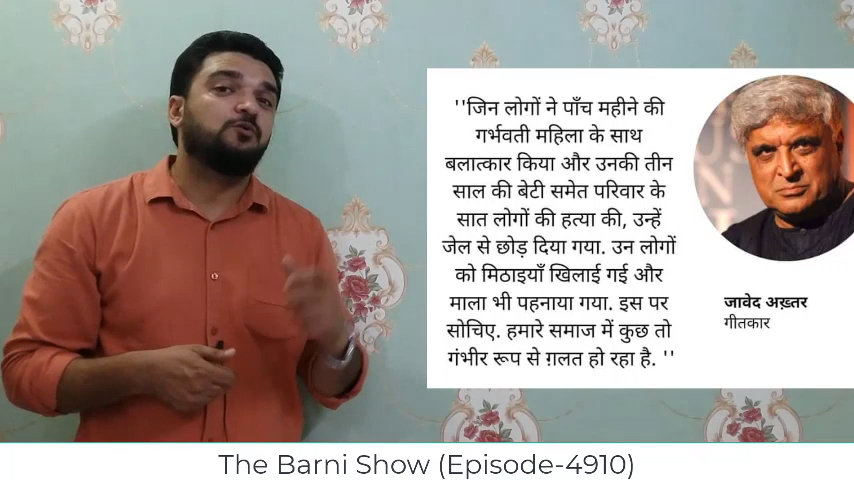 ''जिन लोगों ने पाँच महीने की
गर्भवती महिला के साथ
बलात्कार किया और उनकी तीन
साल की बेटी समेत परिवार के
सात लोगों की हत्या की, उन्हें
जेल से छोड़ दिया गया. उन लोगों
को मिठाइयाँ खिलाई गई और
माला भी पहनाया गया. इस पर
सोचिए. हमारे समाज में कुछ तो
गंभीर रूप से ग़लत हो रहा है. ''
जावेद अख़्तर
गीतकार
The Barni Show (Episode-4910)